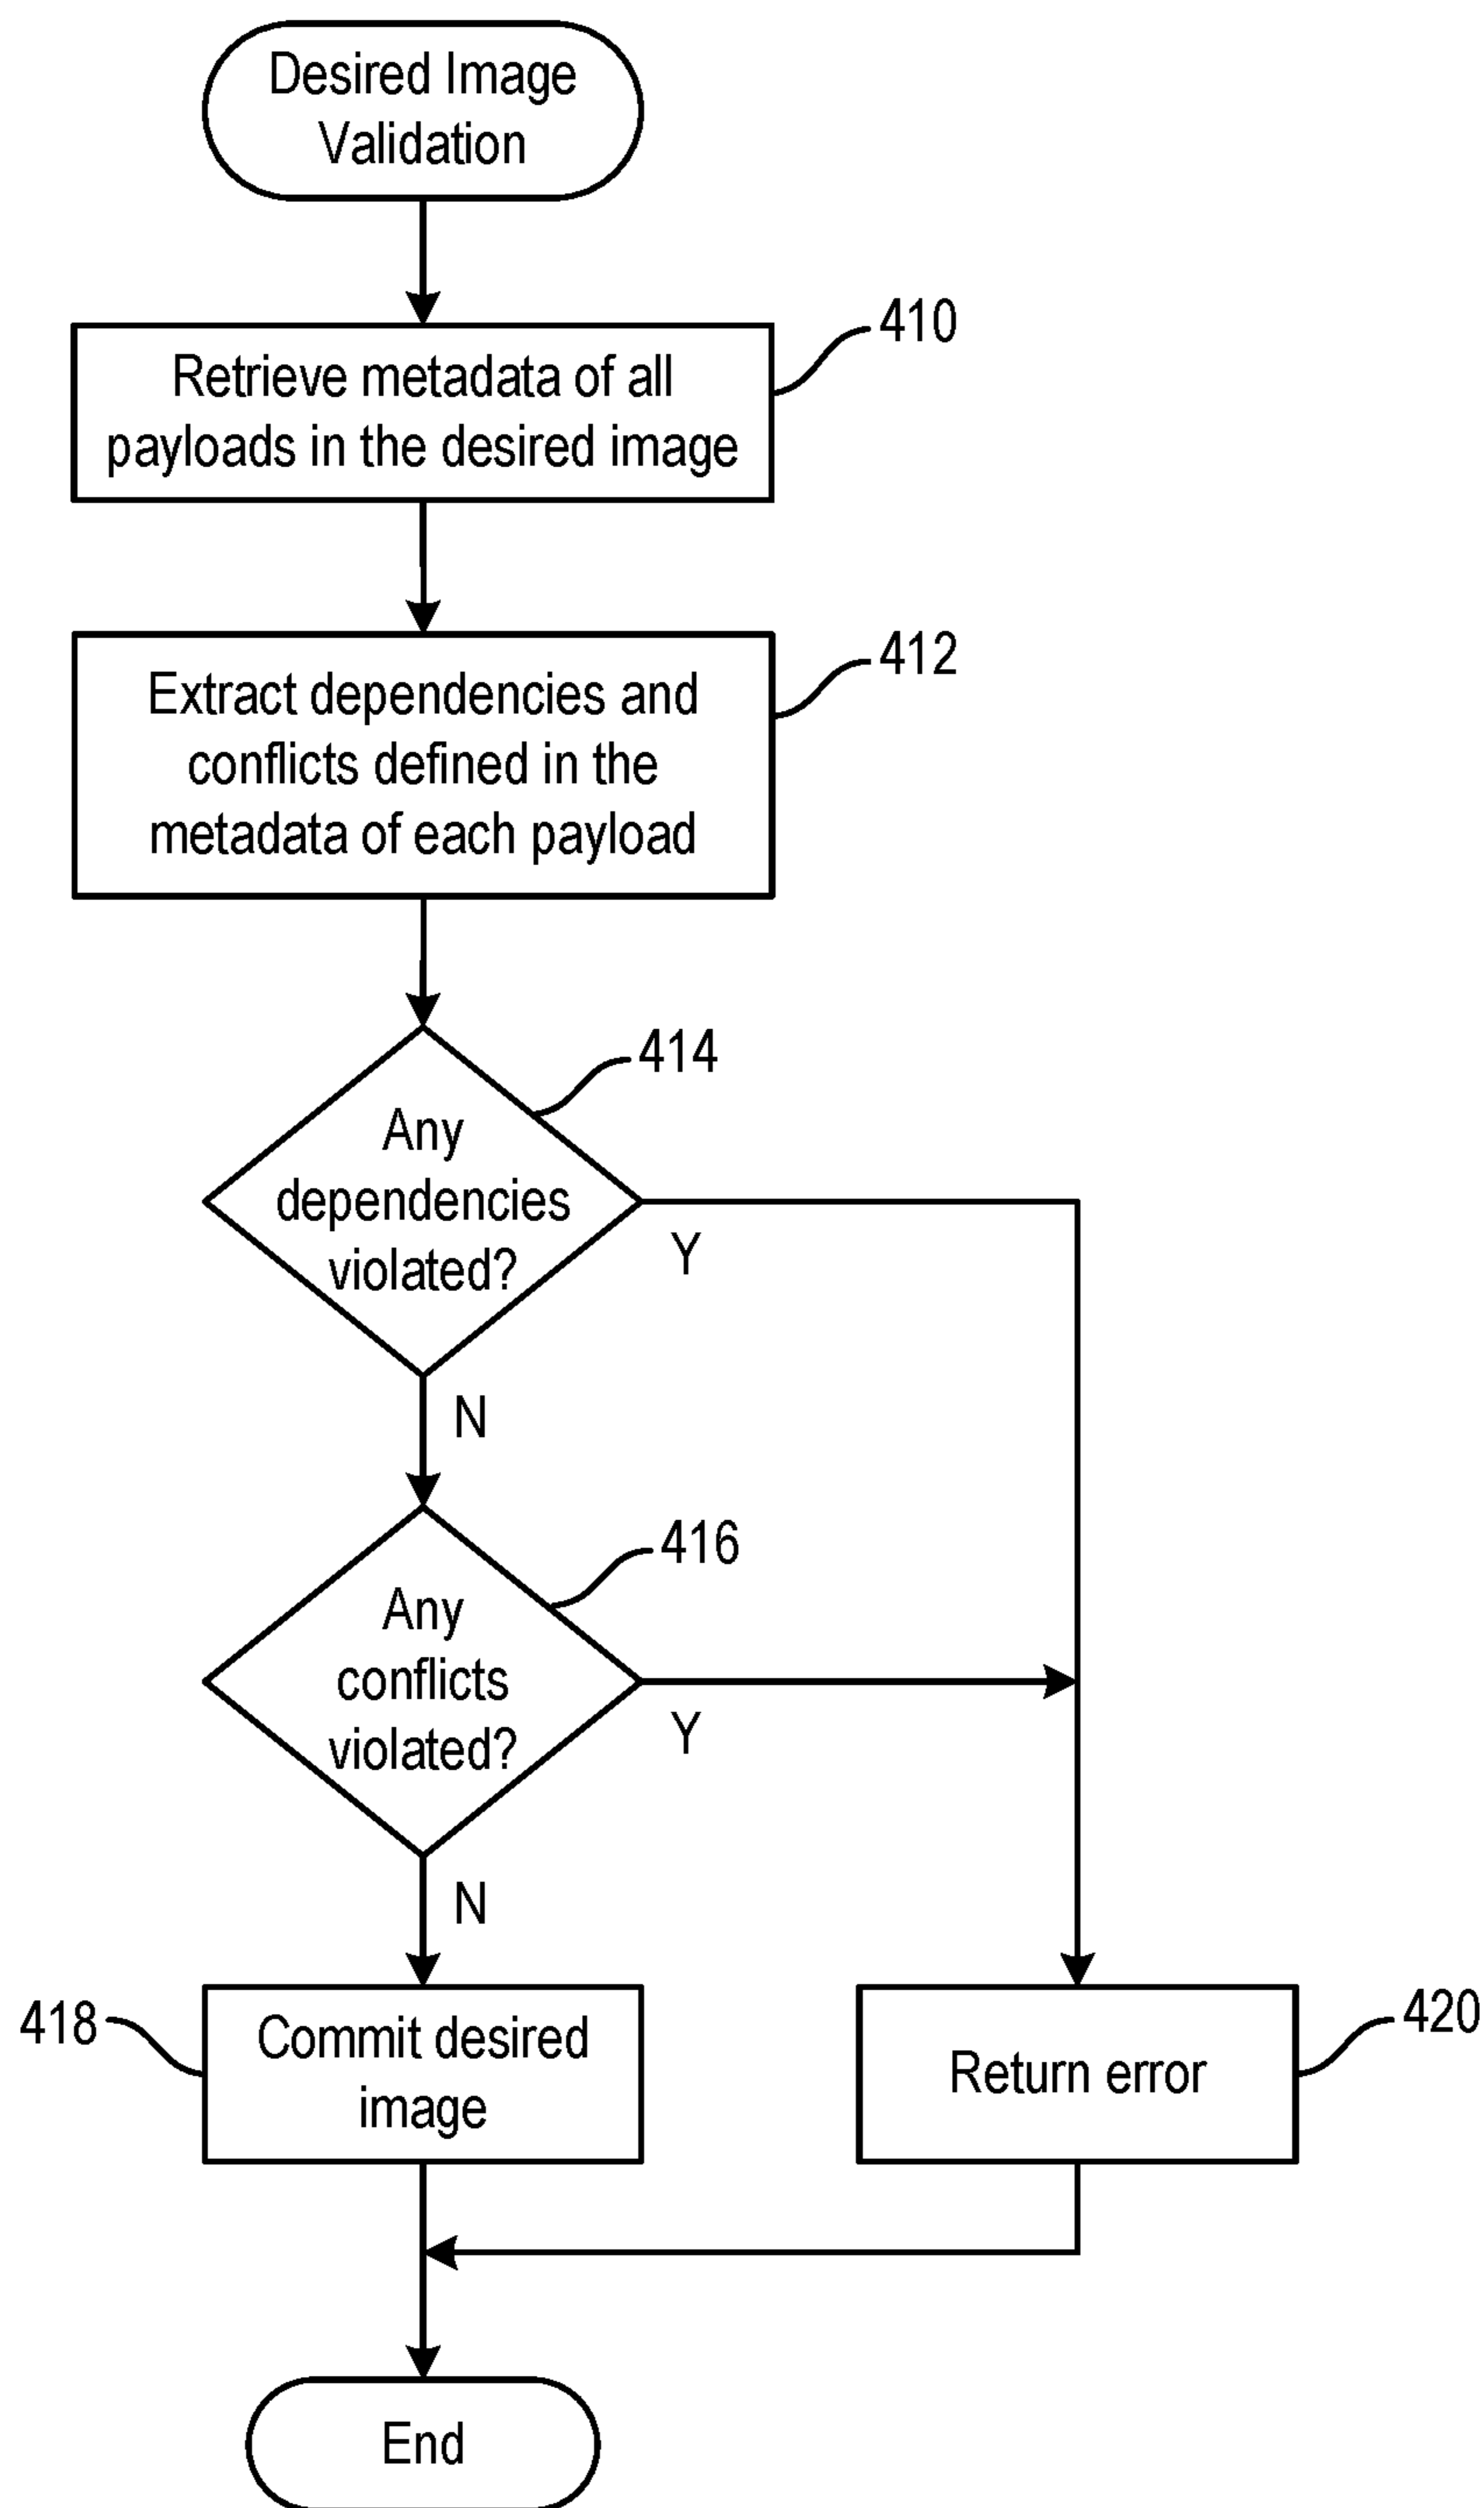 Desired Image
Validation
410
Retrieve metadata of all
payloads in the desired image
412
Extract dependencies and
conflicts defined in the
metadata of each payload
414
Any
dependencies
violated?
Y
N
416
Any
conflicts
violated?
Y
N
418
Commit desired
image
420
Return error
End